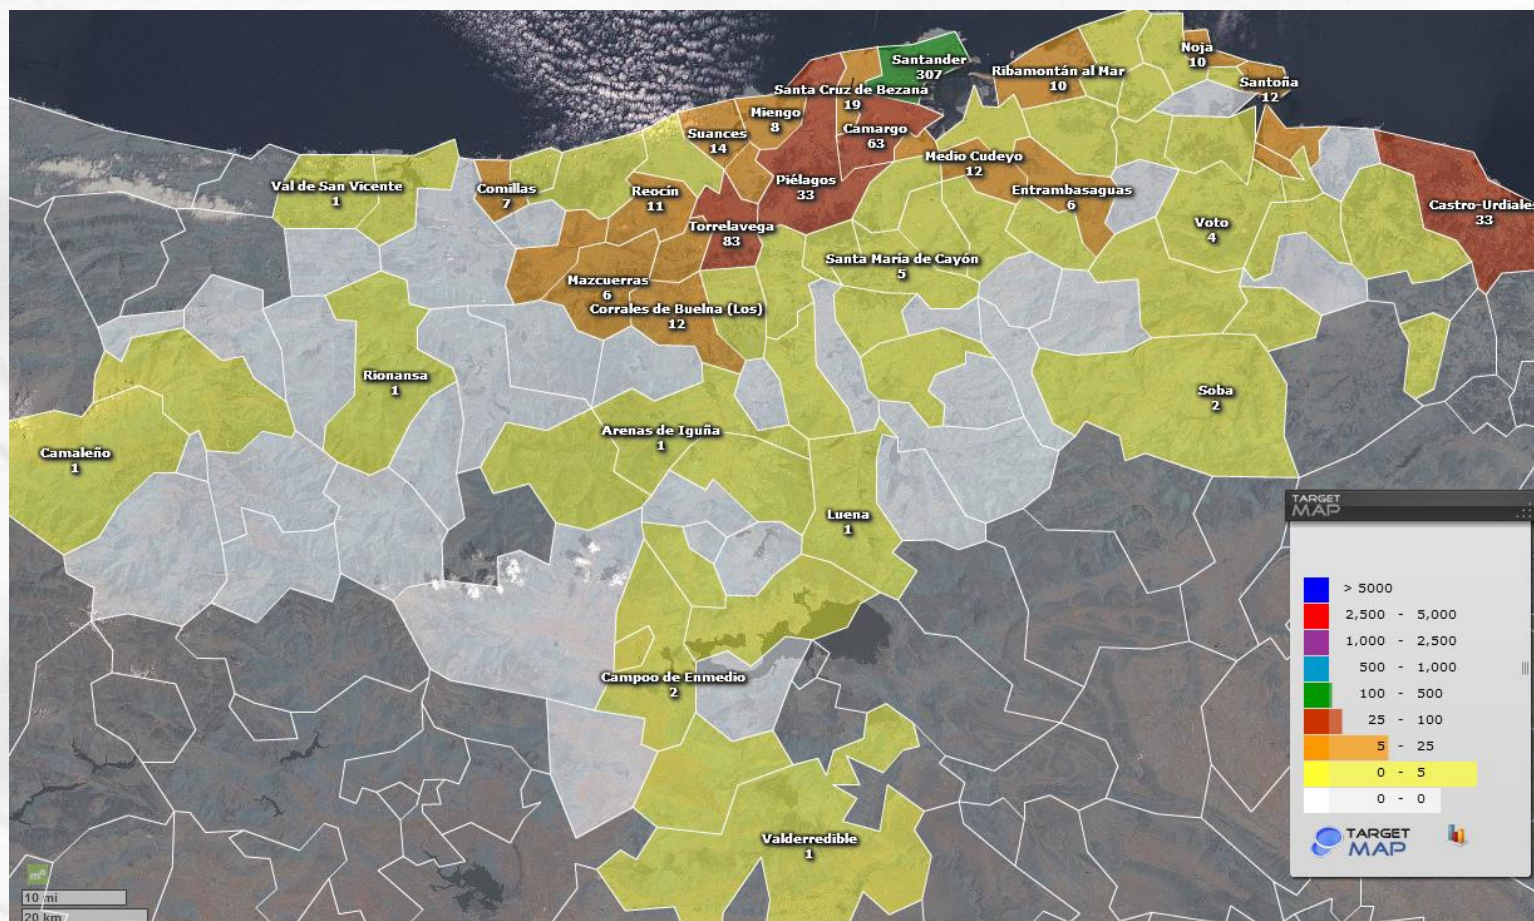 Santander
307
Noja
10
Ribamontán al Mar
10
Santoña
12
Santa Cruz de Bezana
19
Miengo
8
Camargo
63
Suances
14
Medio Cudeyo
12
Val de San Vicente
1
Comillas
7
Reocín
11
Piélagos
33
Entrambasaguas
6
Castro-Urdiales
33
Torrelavega
83
Voto
4
Santa María de Cayón
5
Mazcuerras
6
Corrales de Buelna (Los)
12
Rionansa
1
Soba
2
Arenas de Iguña
1
Camaleño
1
Luena
1
Campoo de Enmedio
2
Valderredible
1
TARGET
MAP
> 5000
2,500 - 5,000
1,000 - 2,500
500 - 1,000
100 - 500
25 - 100
5 - 25
0 - 5
0 - 0
TARGET
MAP
10 mi
20 km